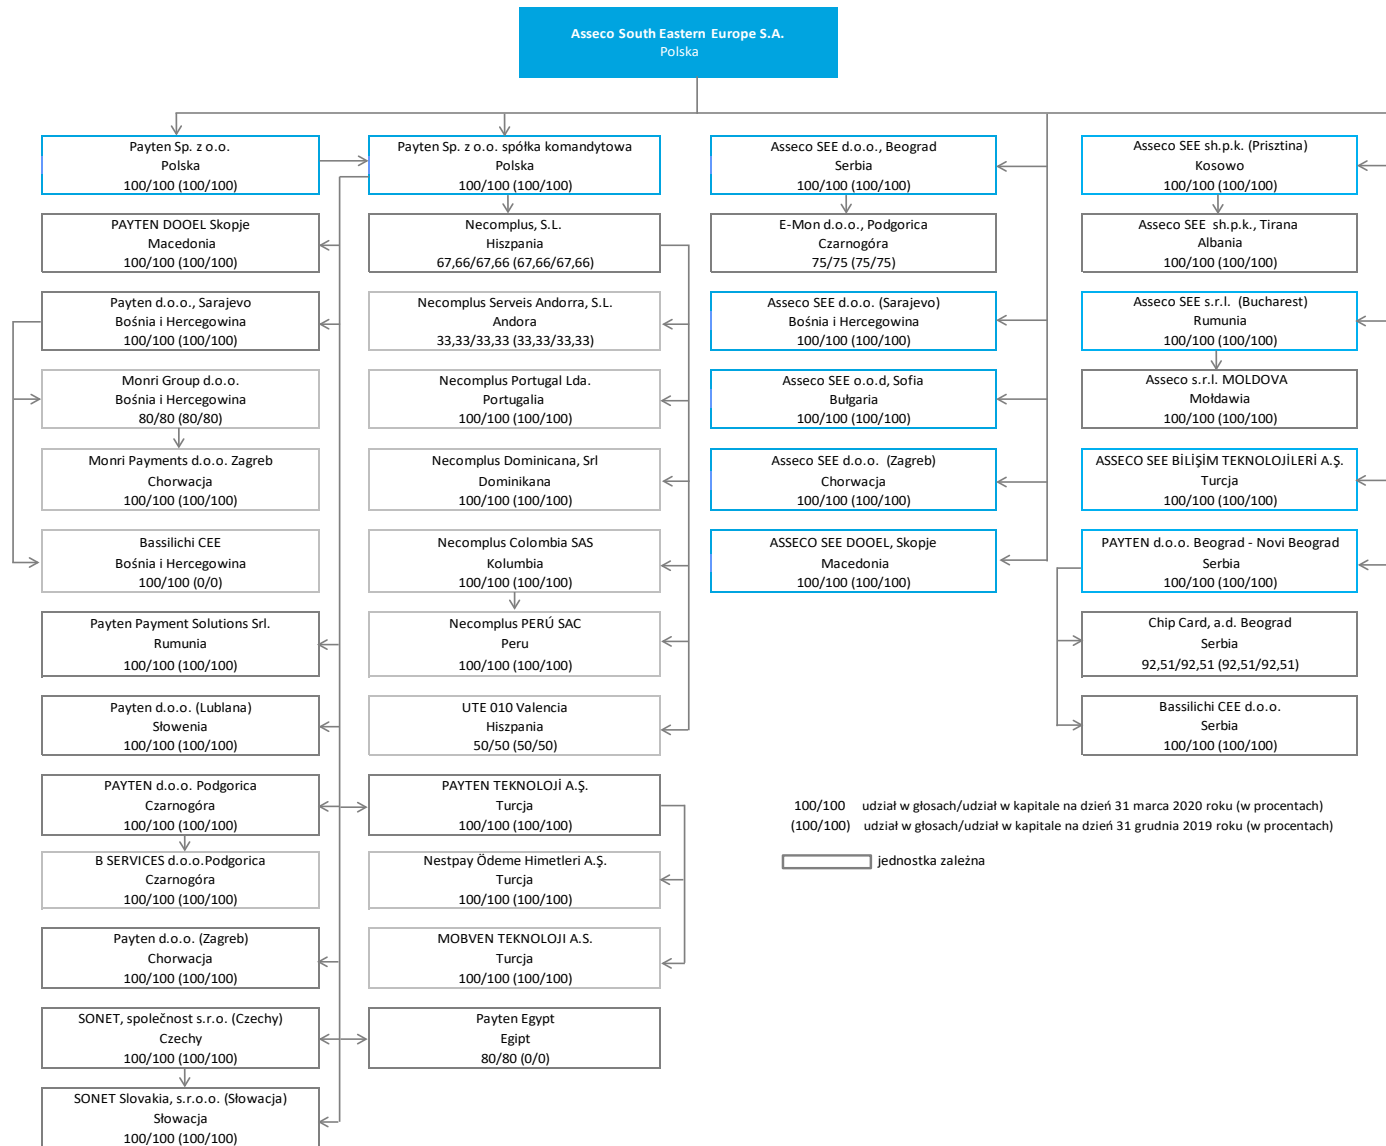 Asseco South Eastern Europe S.A.
Polska
Payten Sp. z o.o.
Polska
100/100 (100/100)
PAYTEN DOOEL Skopje
Macedonia
100/100 (100/100)
Payten d.o.o., Sarajevo
Bośnia i Hercegowina
100/100 (100/100)
Monri Group d.o.o.
Bośnia i Hercegowina
80/80 (80/80)
Monri Payments d.o.o. Zagreb
Chorwacja
100/100 (100/100)
Bassilichi CEE
Bośnia i Hercegowina
100/100 (0/0)
Payten Payment Solutions Srl.
Rumunia
100/100 (100/100)
Payten d.o.o. (Lublana)
Słowenia
100/100 (100/100)
PAYTEN d.o.o. Podgorica
Czarnogóra
100/100 (100/100)
B SERVICES d.o.o.Podgorica
Czarnogóra
100/100 (100/100)
Payten d.o.o. (Zagreb)
Chorwacja
100/100 (100/100)
SONET, společnost s.r.o. (Czechy)
Czechy
100/100 (100/100)
SONET Slovakia, s.r.o.o. (Słowacja)
Słowacja
100/100 (100/100)
Payten Sp. z o.o. spółka komandytowa
Polska
100/100 (100/100)
Necomplus, S.L.
Hiszpania
67,66/67,66 (67,66/67,66)
Necomplus Serveis Andorra, S.L.
Andora
33,33/33,33 (33,33/33,33)
Necomplus Portugal Lda.
Portugalia
100/100 (100/100)
Necomplus Dominicana, Srl
Dominikana
100/100 (100/100)
Necomplus Colombia SAS
Kolumbia
100/100 (100/100)
Necomplus PERÚ SAC
Peru
100/100 (100/100)
UTE 010 Valencia
Hiszpania
50/50 (50/50)
PAYTEN TEKNOLOJİ A.Ş.
Turcja
100/100 (100/100)
Nestpay Ödeme Himetleri A.Ş.
Turcja
100/100 (100/100)
MOBVEN TEKNOLOJI A.S.
Turcja
100/100 (100/100)
Payten Egypt
Egipt
80/80 (0/0)
Asseco SEE d.o.o., Beograd
Serbia
100/100 (100/100)
E-Mon d.o.o., Podgorica
Czarnogóra
75/75 (75/75)
Asseco SEE d.o.o. (Sarajevo)
Bośnia i Hercegowina
100/100 (100/100)
Asseco SEE o.o.d, Sofia
Bułgaria
100/100 (100/100)
Asseco SEE d.o.o. (Zagreb)
Chorwacja
100/100 (100/100)
ASSECO SEE DOOEL, Skopje
Macedonia
100/100 (100/100)
Asseco SEE sh.p.k. (Prisztina)
Kosowo
100/100 (100/100)
Asseco SEE sh.p.k., Tirana
Albania
100/100 (100/100)
Asseco SEE s.r.l. (Bucharest)
Rumunia
100/100 (100/100)
Asseco s.r.l. MOLDOVA
Mołdawia
100/100 (100/100)
ASSECO SEE BİLİŞİM TEKNOLOJİLERİ A.Ş.
Turcja
100/100 (100/100)
PAYTEN d.o.o. Beograd - Novi Beograd
Serbia
100/100 (100/100)
Chip Card, a.d. Beograd
Serbia
92,51/92,51 (92,51/92,51)
Bassilichi CEE d.o.o.
Serbia
100/100 (100/100)
100/100 udział w głosach/udział w kapitale na dzień 31 marca 2020 roku (w procentach)
(100/100) udział w głosach/udział w kapitale na dzień 31 grudnia 2019 roku (w procentach)
jednostka zależna